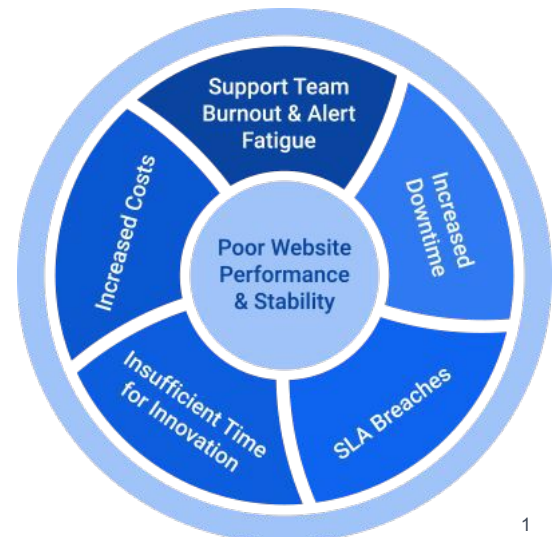 Support Team
Burnout & Alert
Fatigue
Increased
Downtime
SLA Breaches
Insufficient Time
for Innovation
Increased Costs
Poor Website
Performance
& Stability
1